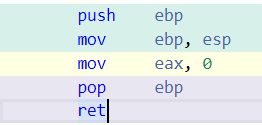 push ebp
mov ebp, esp
mov eax, 0
pop ebp
ret